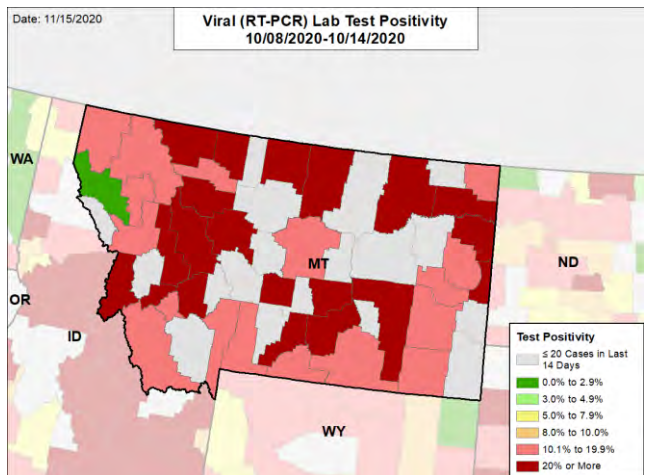 Date: 11/15/2020
Viral (RT-PCR) Lab Test Positivity
10/08/2020-10/14/2020
WA
MT
ND
OR
ID
WY
Test Positivity
≤ 20 Cases in Last
14 Days
0.0% to 2.9%
3.0% to 4.9%
5.0% to 7.9%
8.0% to 10.0%
10.1% to 19.9%
20% or More